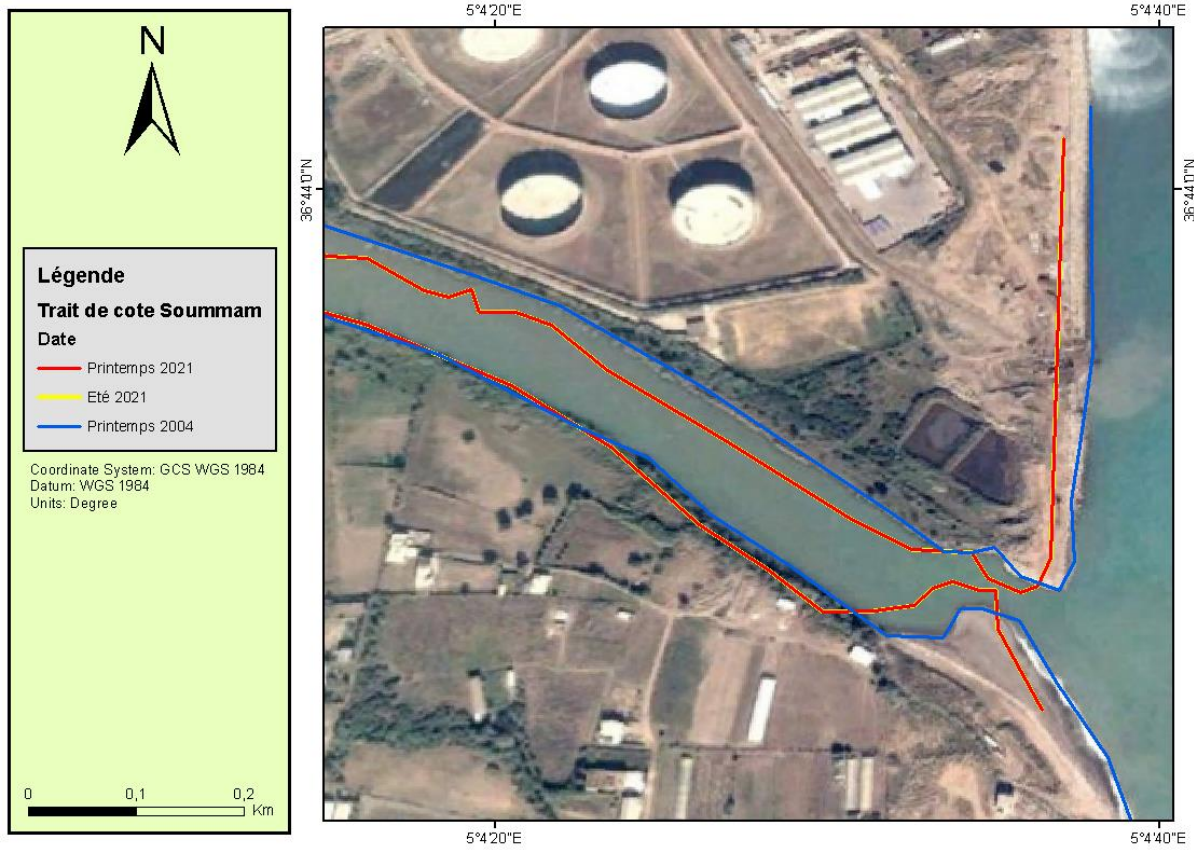 N
Légende
Trait de cote Soummam
Date
Printemps 2021
Eté 2021
Printemps 2004
Coordinate System: GCS WGS 1984
Datum: WGS 1984
Units: Degree
0 0,1 0,2
Km
5°4'20"E 5°4'40"E
36°44'0"N 36°44'0"N
5°4'20"E 5°4'40"E